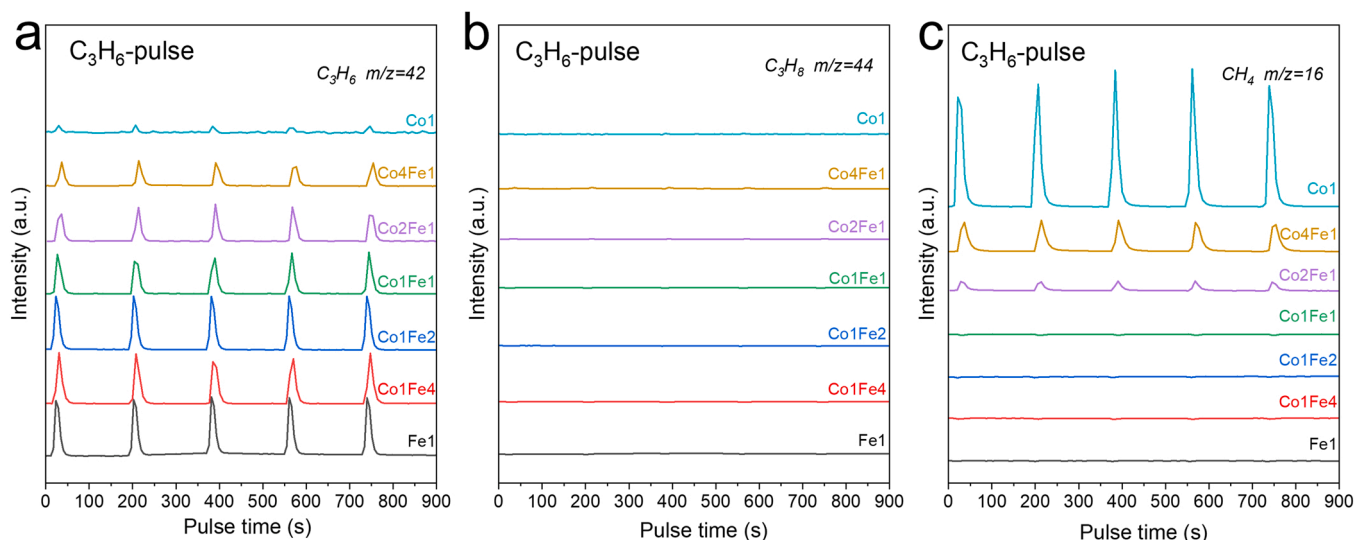 a
C₃H₆-pulse
C₃H₆ m/z=42
Co1
Co4Fe1
Co2Fe1
Co1Fe1
Co1Fe2
Co1Fe4
Fe1
Intensity (a.u.)
0 100 200 300 400 500 600 700 800 900
Pulse time (s)
b
C₃H₆-pulse
C₃H₈ m/z=44
Co1
Co4Fe1
Co2Fe1
Co1Fe1
Co1Fe2
Co1Fe4
Fe1
Intensity (a.u.)
0 100 200 300 400 500 600 700 800 900
Pulse time (s)
c
C₃H₆-pulse
CH₄ m/z=16
Co1
Co4Fe1
Co2Fe1
Co1Fe1
Co1Fe2
Co1Fe4
Fe1
Intensity (a.u.)
0 100 200 300 400 500 600 700 800 900
Pulse time (s)